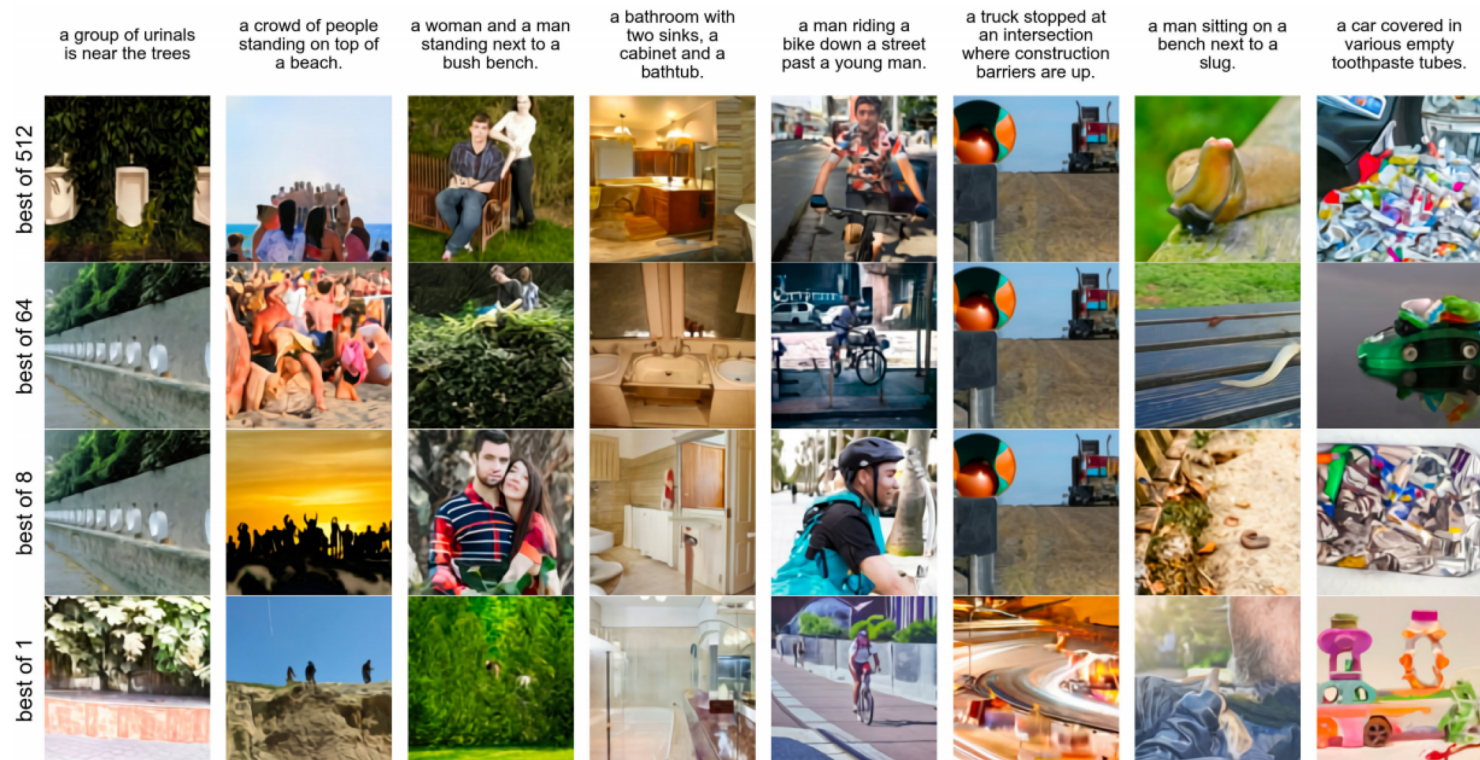 a group of urinals
is near the trees
a crowd of people
standing on top of
a beach.
a woman and a man
standing next to a
bush bench.
a bathroom with
two sinks, a
cabinet and a
bathtub.
a man riding a
bike down a street
past a young man.
a truck stopped at
an intersection
where construction
barriers are up.
a man sitting on a
bench next to a
slug.
a car covered in
various empty
toothpaste tubes.
best of 512
best of 64
best of 8
best of 1